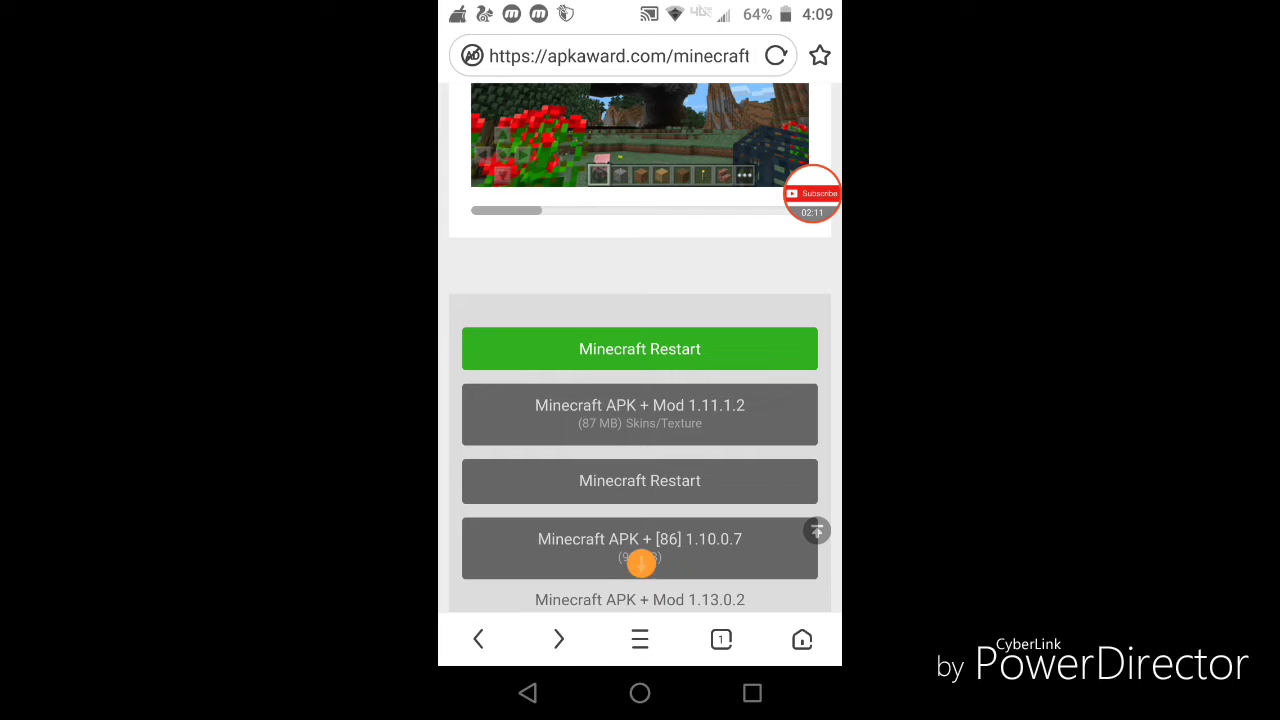 64% 4:09
https://apkaward.com/minecraft
Subscribe
02:11
Minecraft Restart
Minecraft APK + Mod 1.11.1.2
(87 MB) Skins/Texture
Minecraft Restart
Minecraft APK + [86] 1.10.0.7
Minecraft APK + Mod 1.13.0.2
1
CyberLink
by PowerDirector